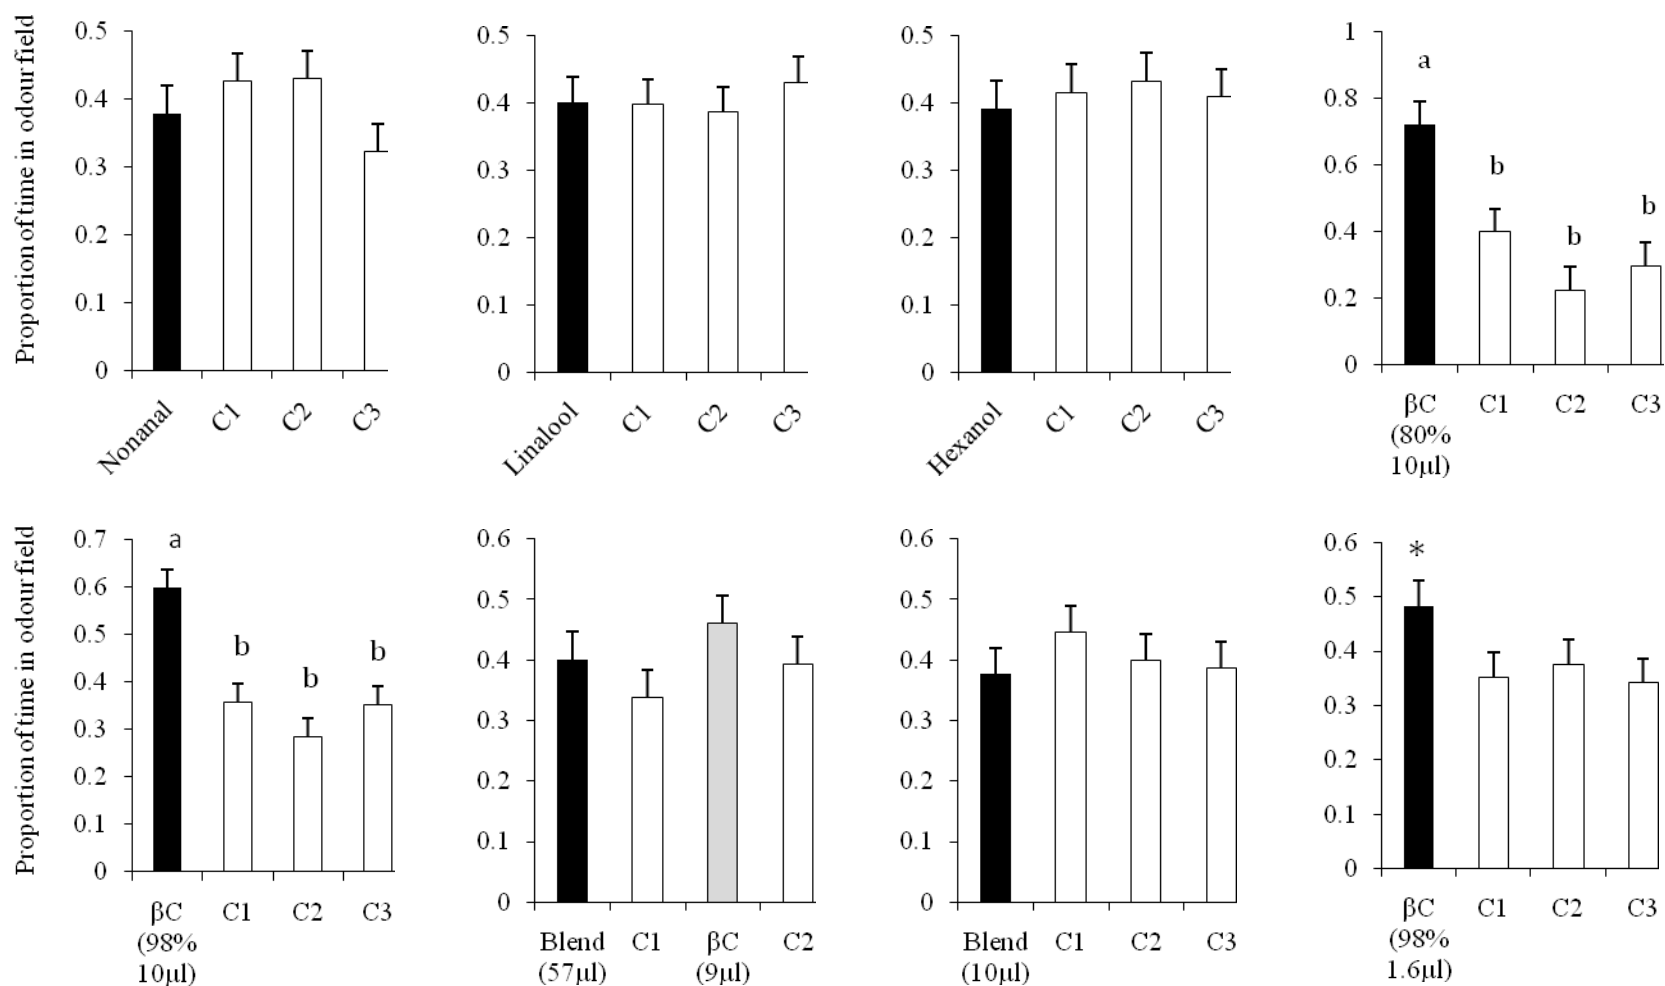 Proportion of time in odour field
0.5
0.4
0.3
0.2
0.1
0
Nonanal
C1
C2
C3
0.5
0.4
0.3
0.2
0.1
0
Linalool
C1
C2
C3
0.5
0.4
0.3
0.2
0.1
0
Hexanol
C1
C2
C3
1
0.8
0.6
0.4
0.2
0
a
b
b
b
βC
(80%
10μl)
C1
C2
C3
Proportion of time in odour field
0.7
0.6
0.5
0.4
0.3
0.2
0.1
0
a
b
b
b
βC
(98%
10μl)
C1
C2
C3
0.6
0.5
0.4
0.3
0.2
0.1
0
Blend
(57μl)
C1
βC
(9μl)
C2
0.6
0.5
0.4
0.3
0.2
0.1
0
Blend
(10μl)
C1
C2
C3
0.6
0.5
0.4
0.3
0.2
0.1
0
*
βC
(98%
1.6μl)
C1
C2
C3